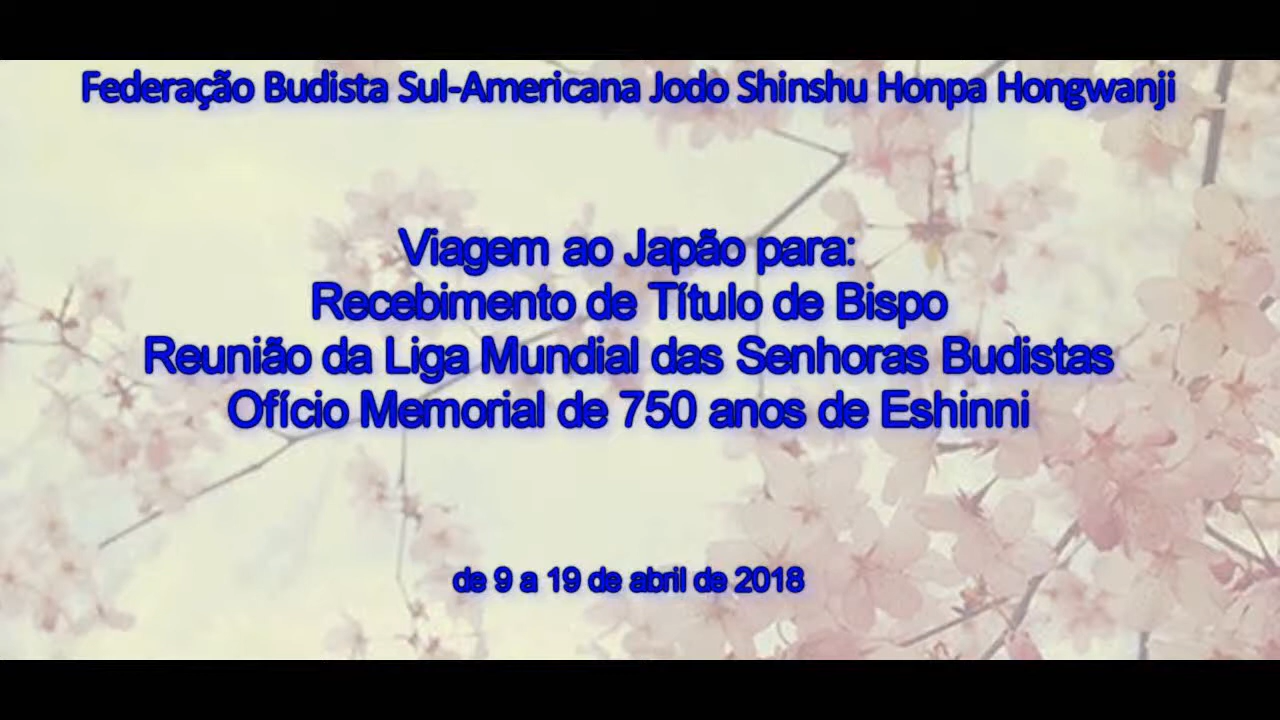 Federação Budista Sul-Americana Jodo Shinshu Honpa Hongwanji
Viagem ao Japão para:
Recebimento de Título de Bispo
Reunião da Liga Mundial das Senhoras Budistas
Ofício Memorial de 750 anos de Eshinni
de 9 a 19 de abril de 2018